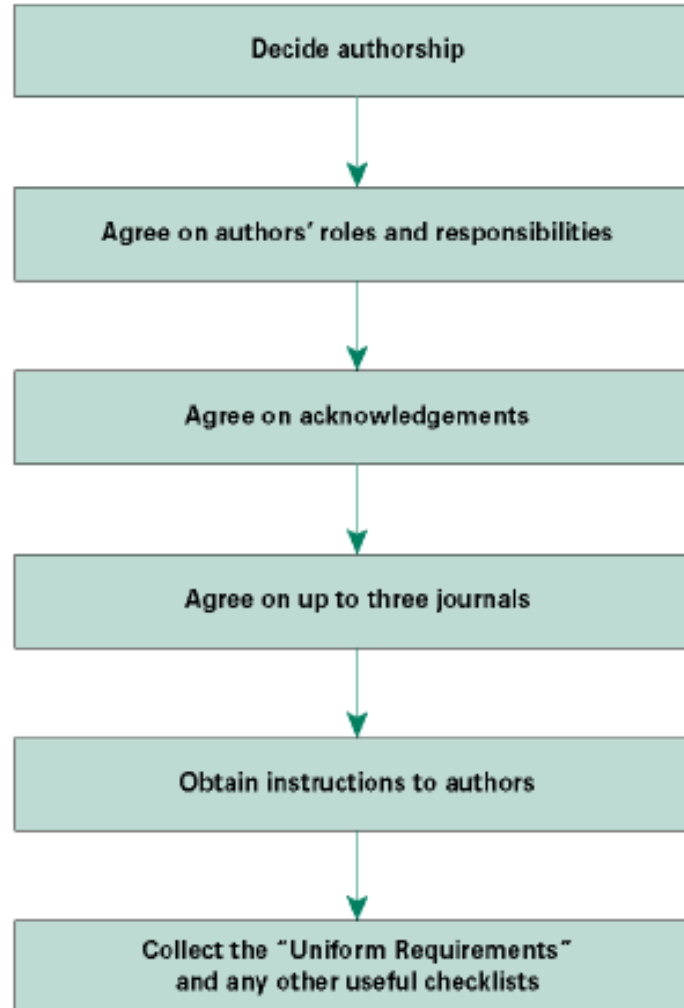 Decide authorship
Agree on authors’ roles and responsibilities
Agree on acknowledgements
Agree on up to three journals
Obtain instructions to authors
Collect the “Uniform Requirements”
and any other useful checklists